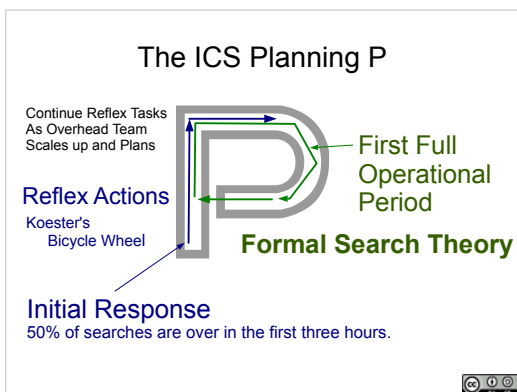 The ICS Planning P
Continue Reflex Tasks
As Overhead Team
Scales up and Plans
Reflex Actions
Koester's
Bicycle Wheel
First Full
Operational
Period
Formal Search Theory
Initial Response
50% of searches are over in the first three hours.
cc